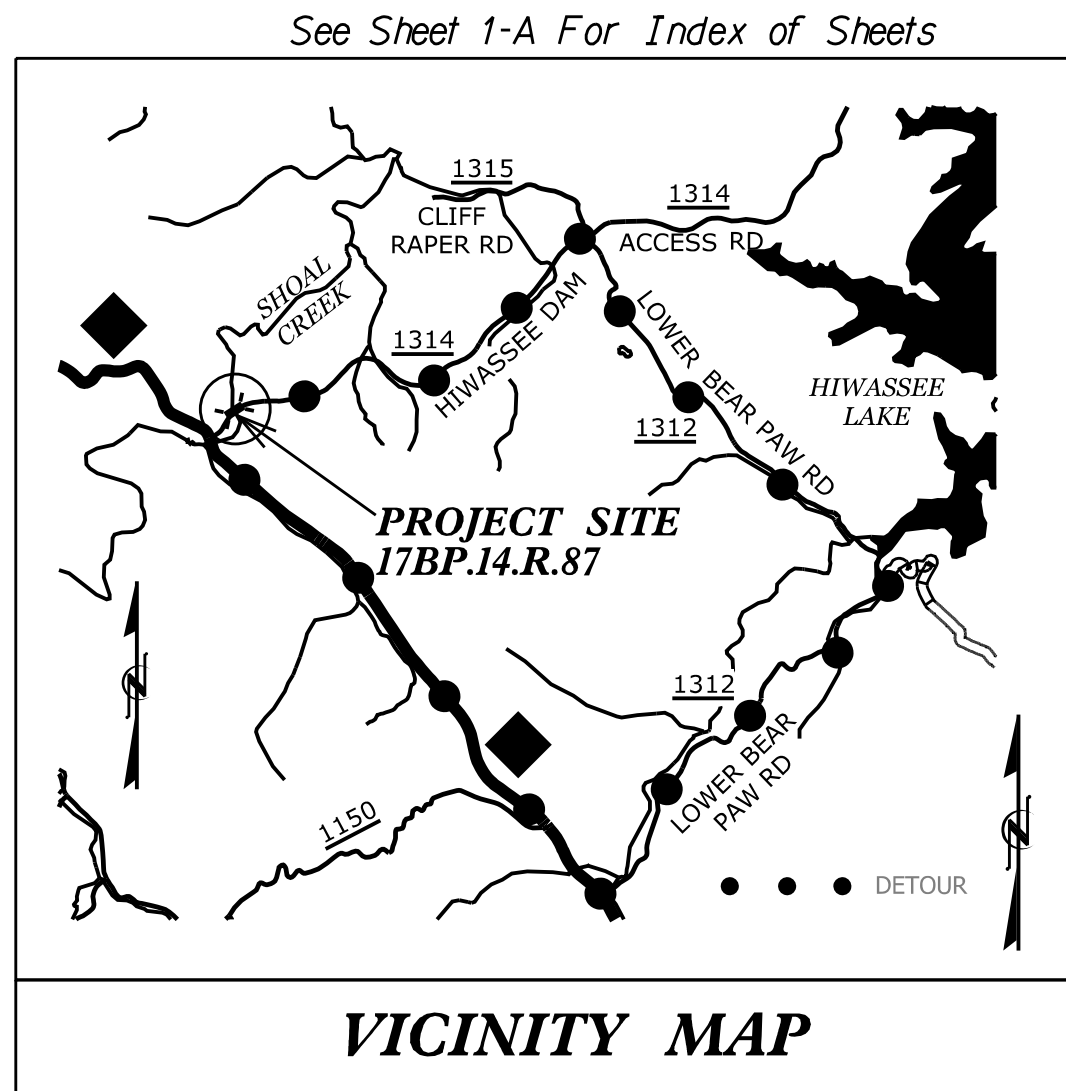 See Sheet 1-A For Index of Sheets
1315
CLIFF
RAPER RD
1314
ACCESS RD
SHOAL
CREEK
1314
HIWASSEE DAM
LOWER BEAR PAW RD
1312
HIWASSEE
LAKE
PROJECT SITE
17BP.14.R.87
N
1312
LOWER BEAR
PAW RD
1150
N
DETOUR
VICINITY MAP